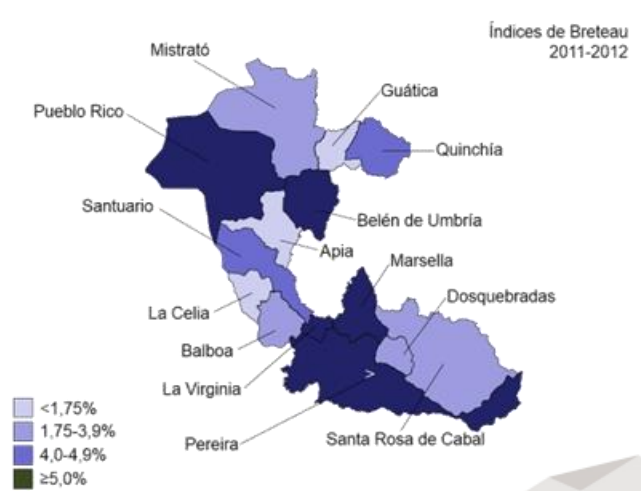 Índices de Breteau
2011-2012
Mistrató
Guática
Pueblo Rico
Quinchía
Santuario
Belén de Umbría
Apia
Marsella
Dosquebradas
La Celia
Balboa
La Virginia
Pereira
Santa Rosa de Cabal
<1,75%
1,75-3,9%
4,0-4,9%
≥5,0%